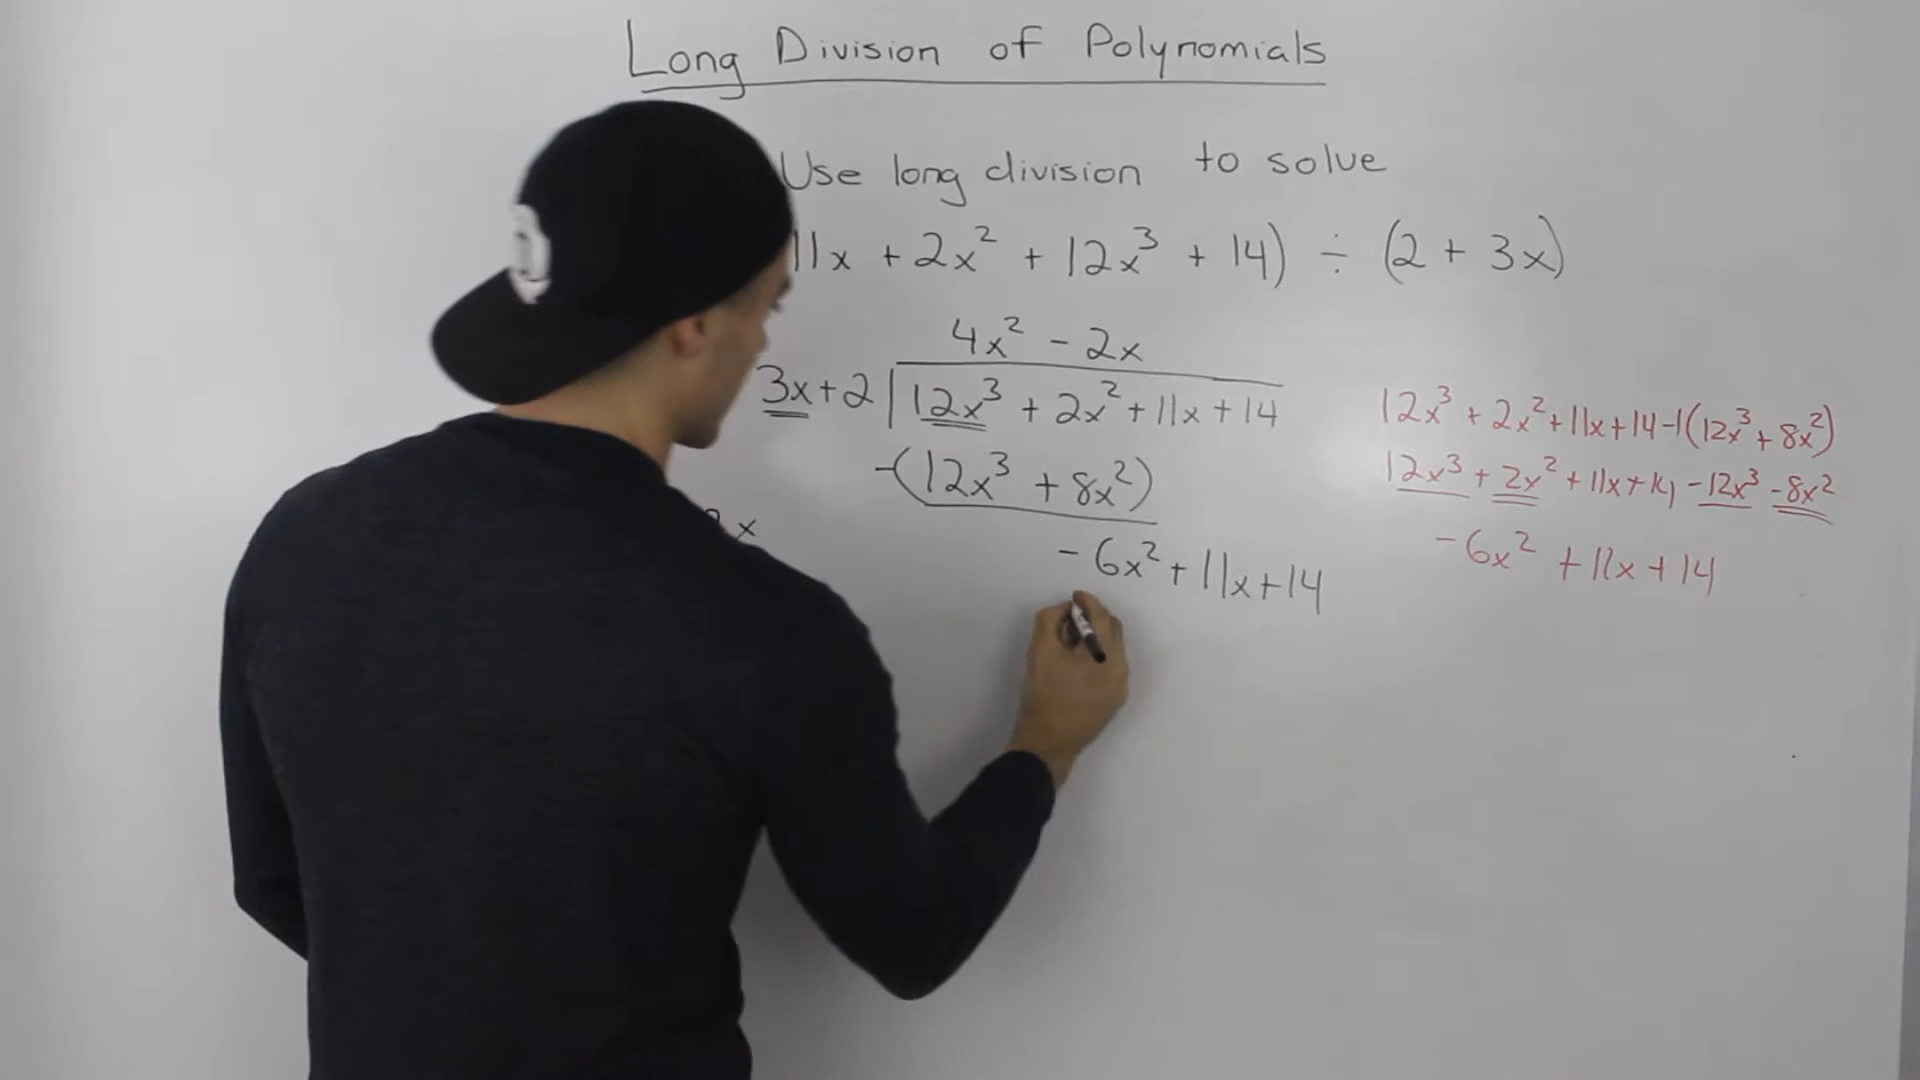 Long Division of Polynomials
Use long division to solve
11x + 2x² + 12x³ + 14) ÷ (2 + 3x)
4x² - 2x
3x+2 | 12x³ + 2x² + 11x + 14
-(12x³ + 8x²)
x
-6x² + 11x + 14
12x³ + 2x² + 11x + 14 - 1(12x³ + 8x²)
12x³ + 2x² + 11x + 14 - 12x³ - 8x²
-6x² + 11x + 14